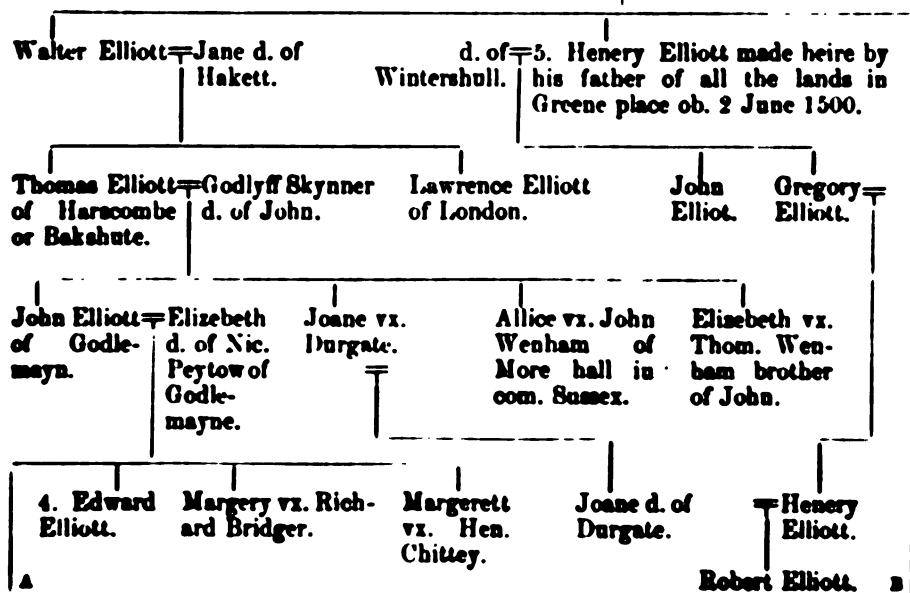 Walter Elliott = Jane d. of
Hakett.
d. of = 5. Henery Elliott made heire by
Wintershull. his father of all the lands in
Greene place ob. 2 June 1500.
Thomas Elliott = Godlyff Skynner
of Haracombe d. of John.
or Bakshute.
Lawrence Elliott
of London.
John
Elliot.
Gregory =
Elliott.
John Elliott =
of Godle-
mayn.
Elizebeth
d. of Nic.
Peytow of
Godle-
mayne.
Joane vx.
Durgate.
=
Allice vx. John
Wenham of
More hall in
com. Sussex.
Elisebeth vx.
Thom. Wen-
ham brother
of John.
4. Edward
Elliott.
Margery vx. Rich-
ard Bridger.
Margerett
vx. Hen.
Chittey.
Joane d. of
Durgate.
= Henery
Elliott.
Robert Elliott.
A
B